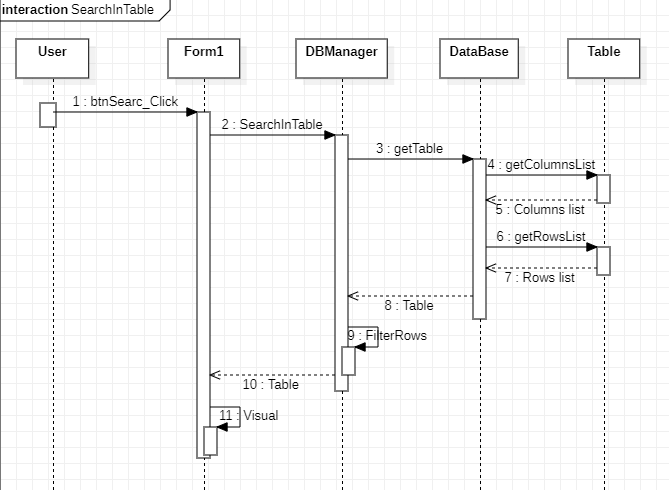 interaction SearchInTable
User
Form1
DBManager
DataBase
Table
1 : btnSearc_Click
2 : SearchInTable
3 : getTable
4 : getColumnsList
5 : Columns list
6 : getRowsList
7 : Rows list
8 : Table
9 : FilterRows
10 : Table
11 : Visual